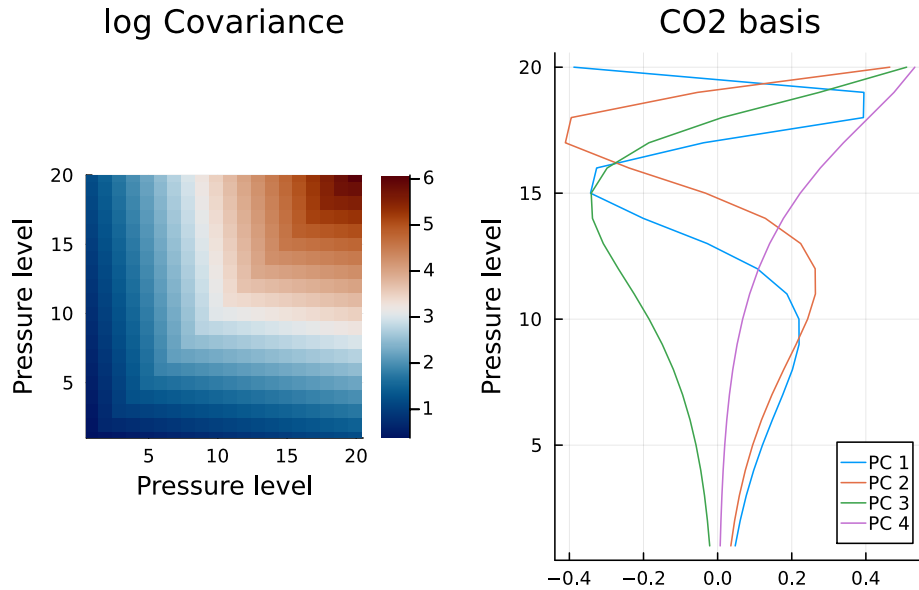 log Covariance
20
15
10
5
5 10 15 20
Pressure level
Pressure level
6
5
4
3
2
1
CO2 basis
20
15
10
5
−0.4 −0.2 0.0 0.2 0.4
Pressure level
PC 1
PC 2
PC 3
PC 4